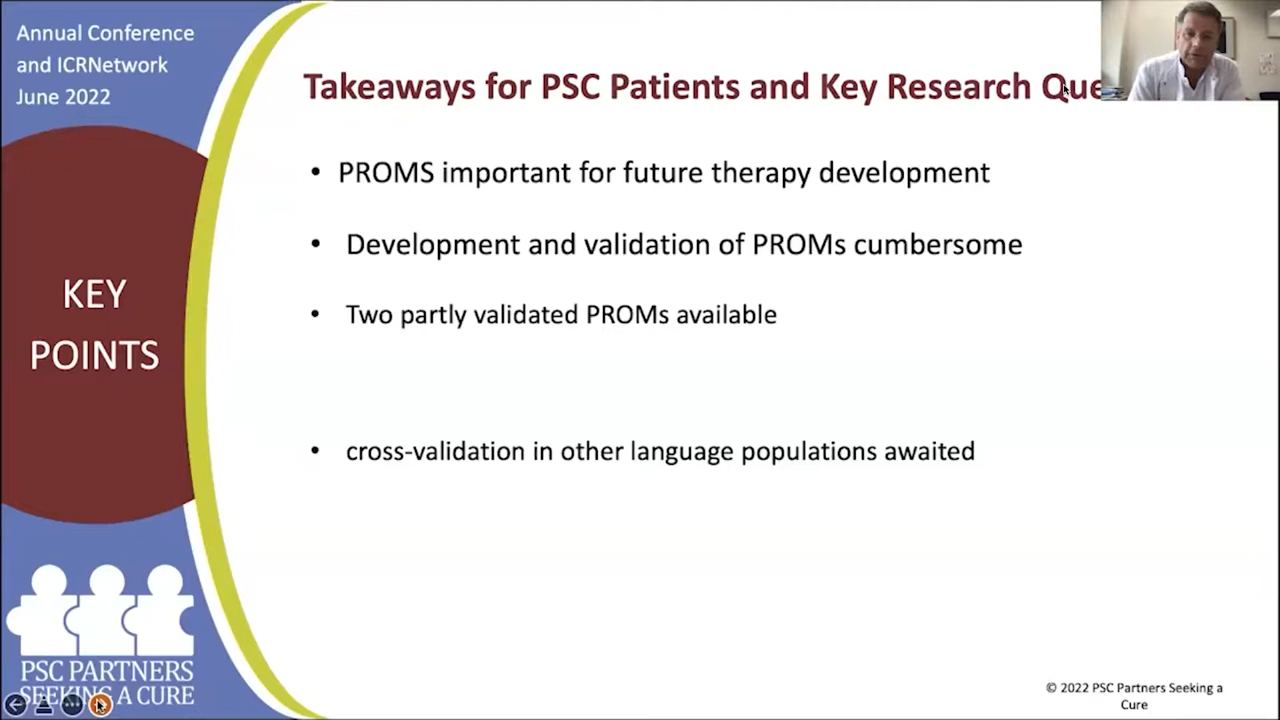 Annual Conference
and ICRNetwork
June 2022
Takeaways for PSC Patients and Key Research Que
• PROMS important for future therapy development
• Development and validation of PROMs cumbersome
• Two partly validated PROMs available
• cross-validation in other language populations awaited
KEY
POINTS
PSC PARTNERS
SEEKING A CURE
© 2022 PSC Partners Seeking a
Cure